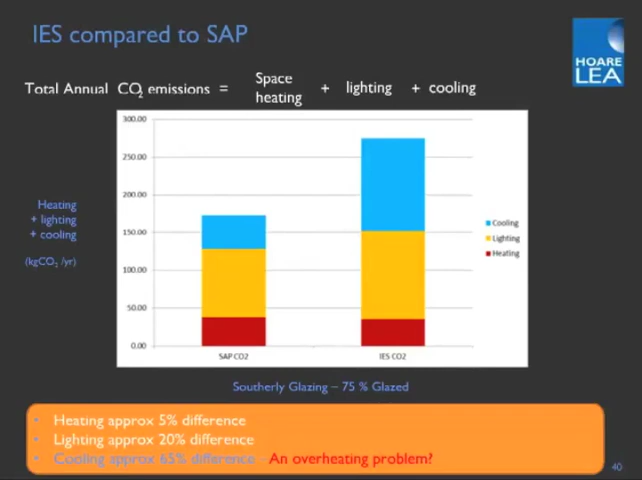 IES compared to SAP
HOARE
LEA
Total Annual CO2 emissions = Space heating + lighting + cooling
300.00
250.00
200.00
150.00
100.00
50.00
0.00
Heating
+ lighting
+ cooling
(kgCO2 /yr)
Cooling
Lighting
Heating
SAP CO2 IES CO2
Southerly Glazing – 75 % Glazed
• Heating approx 5% difference
• Lighting approx 20% difference
• Cooling approx 65% difference - An overheating problem?
40